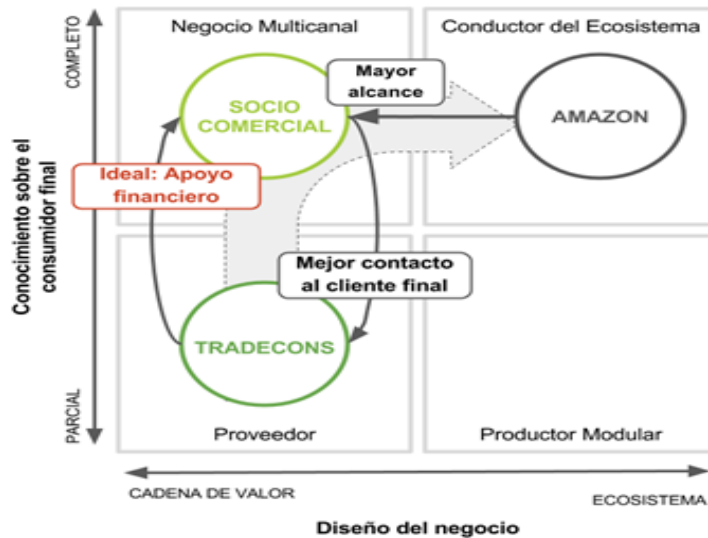 Negocio Multicanal
Conductor del Ecosistema
COMPLETO
Mayor
alcance
SOCIO
COMERCIAL
AMAZON
Ideal: Apoyo
financiero
Conocimiento sobre el
consumidor final
Mejor contacto
al cliente final
TRADECONS
PARCIAL
Proveedor
Productor Modular
CADENA DE VALOR
ECOSISTEMA
Diseño del negocio